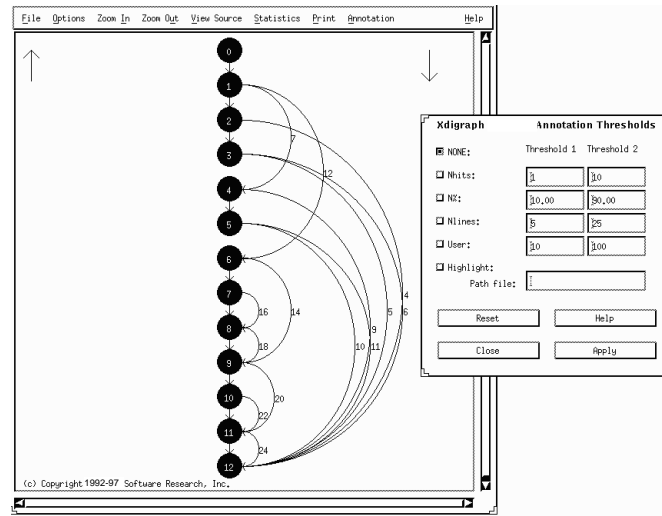 File Options Zoom In Zoom Out View Source Statistics Print Annotation Help
0
1
2
3
4
5
6
7
8
9
10
11
12
7
12
4
6
5
9
11
10
14
16
18
20
22
24
(c) Copyright 1992-97 Software Research, Inc.
Xdigraph Annotation Thresholds
NONE: Threshold 1 Threshold 2
Nhits: 1 10
N%: 10.00 90.00
Nlines: 5 25
User: 10 100
Highlight:
Path file:
Reset Help
Close Apply